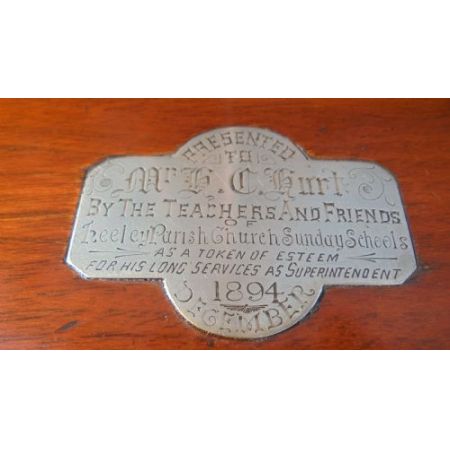 PRESENTED
TO
Mr H. C. Hurt
BY THE TEACHERS AND FRIENDS
OF
Heeley Parish Church Sunday Schools
AS A TOKEN OF ESTEEM
FOR HIS LONG SERVICES AS SUPERINTENDENT
1894
DECEMBER